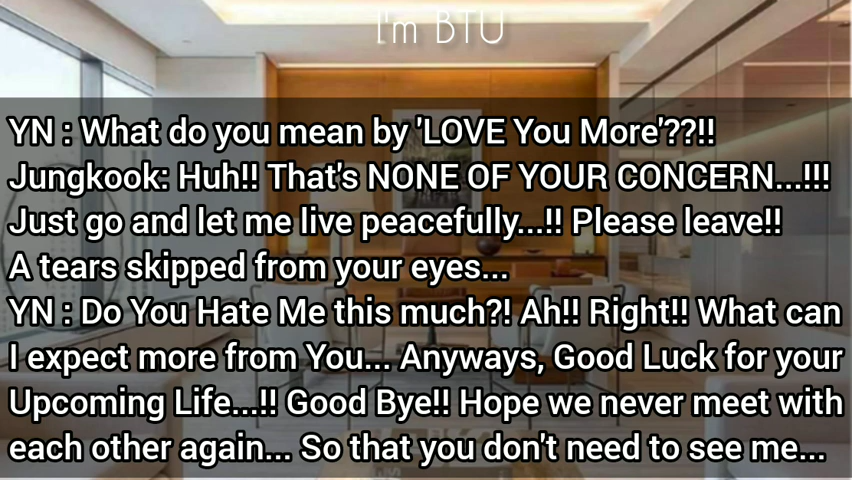 I'm BTU
YN : What do you mean by 'LOVE You More'??!!
Jungkook: Huh!! That's NONE OF YOUR CONCERN...!!!
Just go and let me live peacefully...!! Please leave!!
A tears skipped from your eyes...
YN : Do You Hate Me this much?! Ah!! Right!! What can
I expect more from You... Anyways, Good Luck for your
Upcoming Life...!! Good Bye!! Hope we never meet with
each other again... So that you don't need to see me...